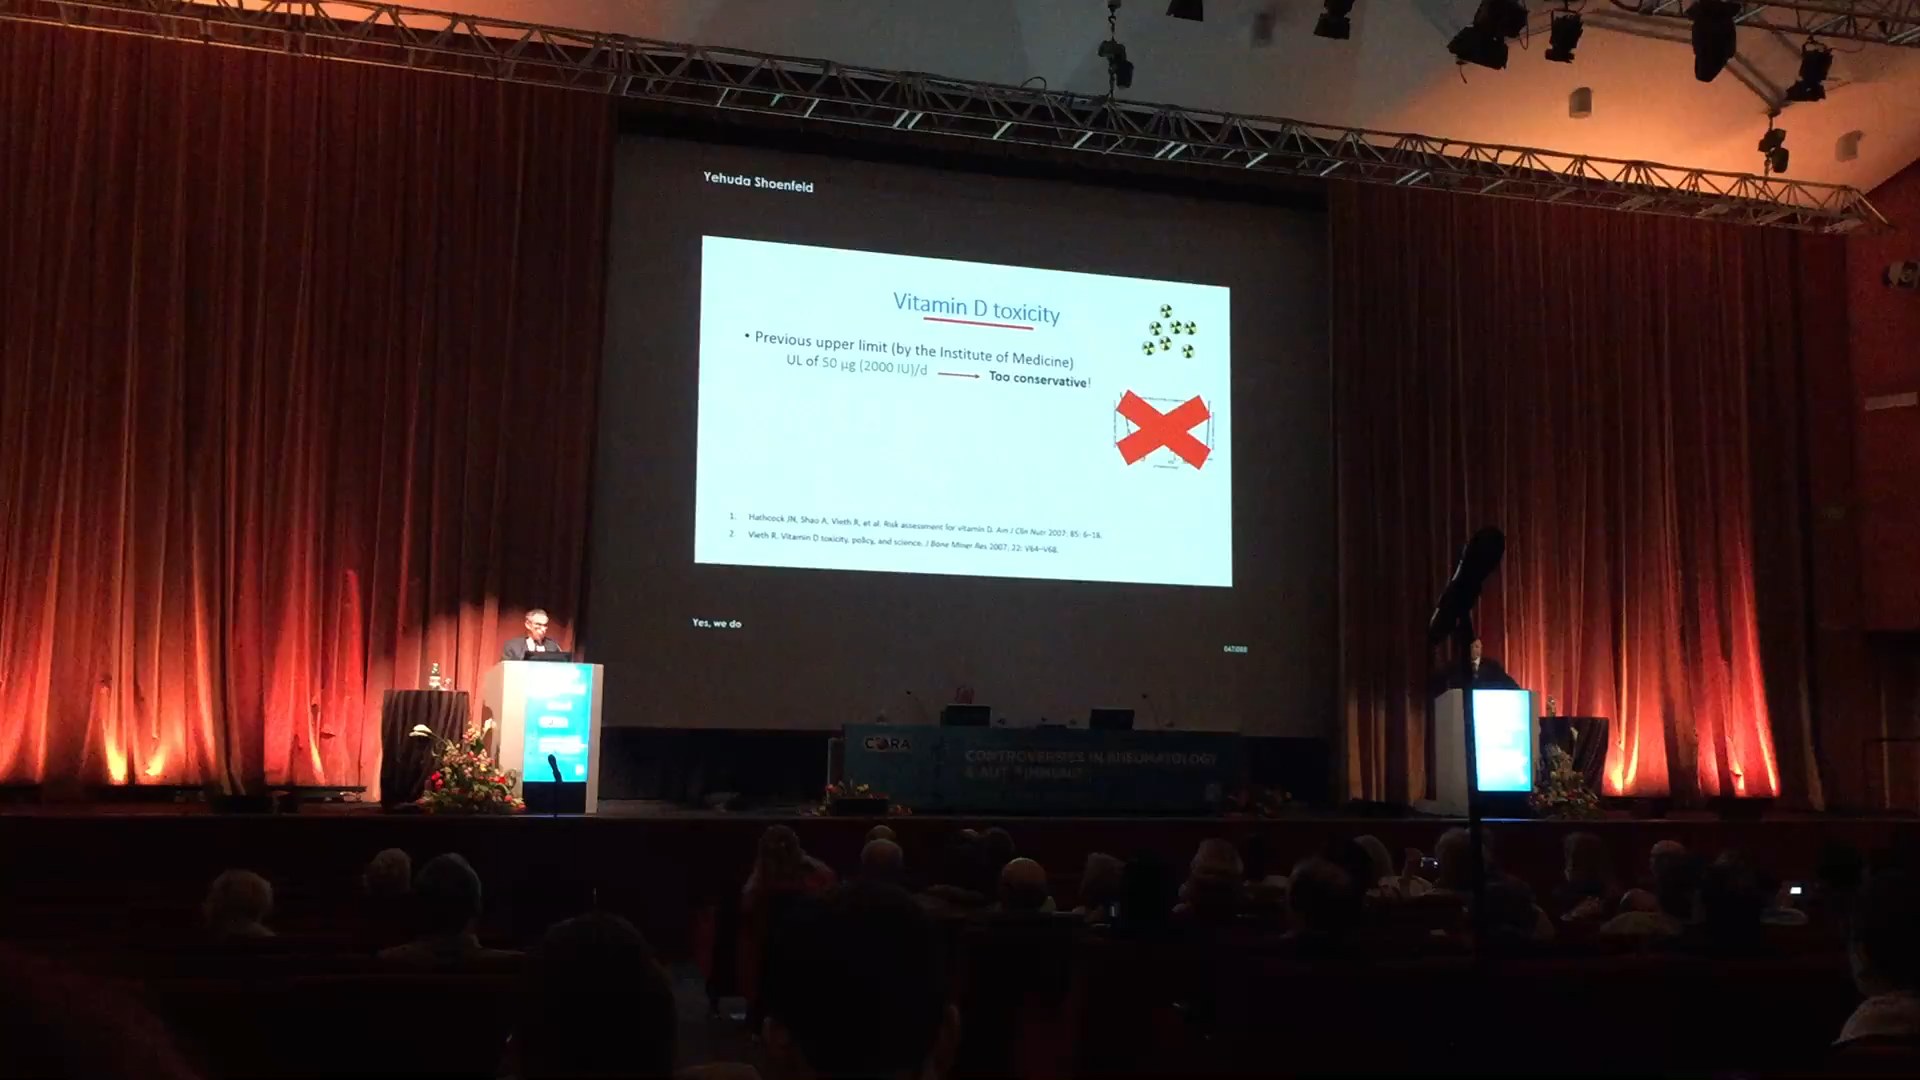 Yehuda Shoenfeld
Vitamin D toxicity
• Previous upper limit (by the Institute of Medicine)
UL of 50 µg (2000 IU)/d Too conservative!
1. Hathcock JN, Shao A, Vieth R, et al. Risk assessment for vitamin D. Am J Clin Nutr 2007; 85: 6–18.
2. Vieth R. Vitamin D toxicity, policy, and science. J Bone Miner Res 2007; 22: V64–V68.
Yes, we do
CORA
CONTROVERSIES IN RHEUMATOLOGY